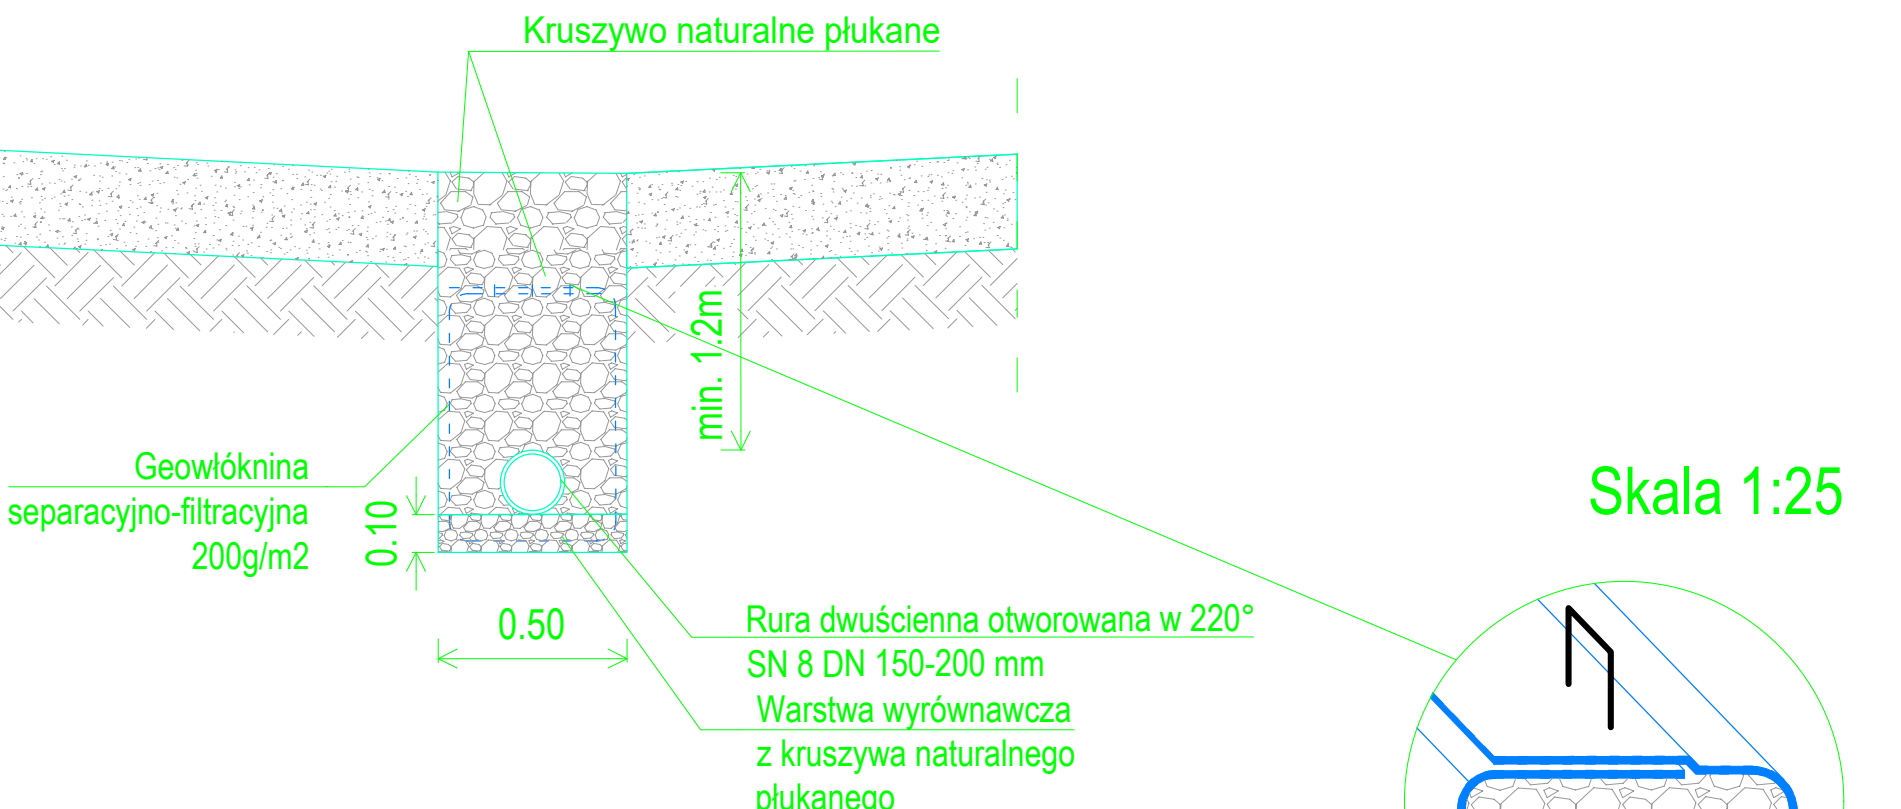 Kruszywo naturalne płukane
min. 1.2m
Geowłóknina
separacyjno-filtracyjna
200g/m2
0.10
0.50
Skala 1:25
Rura dwuścienna otworowana w 220°
SN 8 DN 150-200 mm
Warstwa wyrównawcza
z kruszywa naturalnego
płukanego